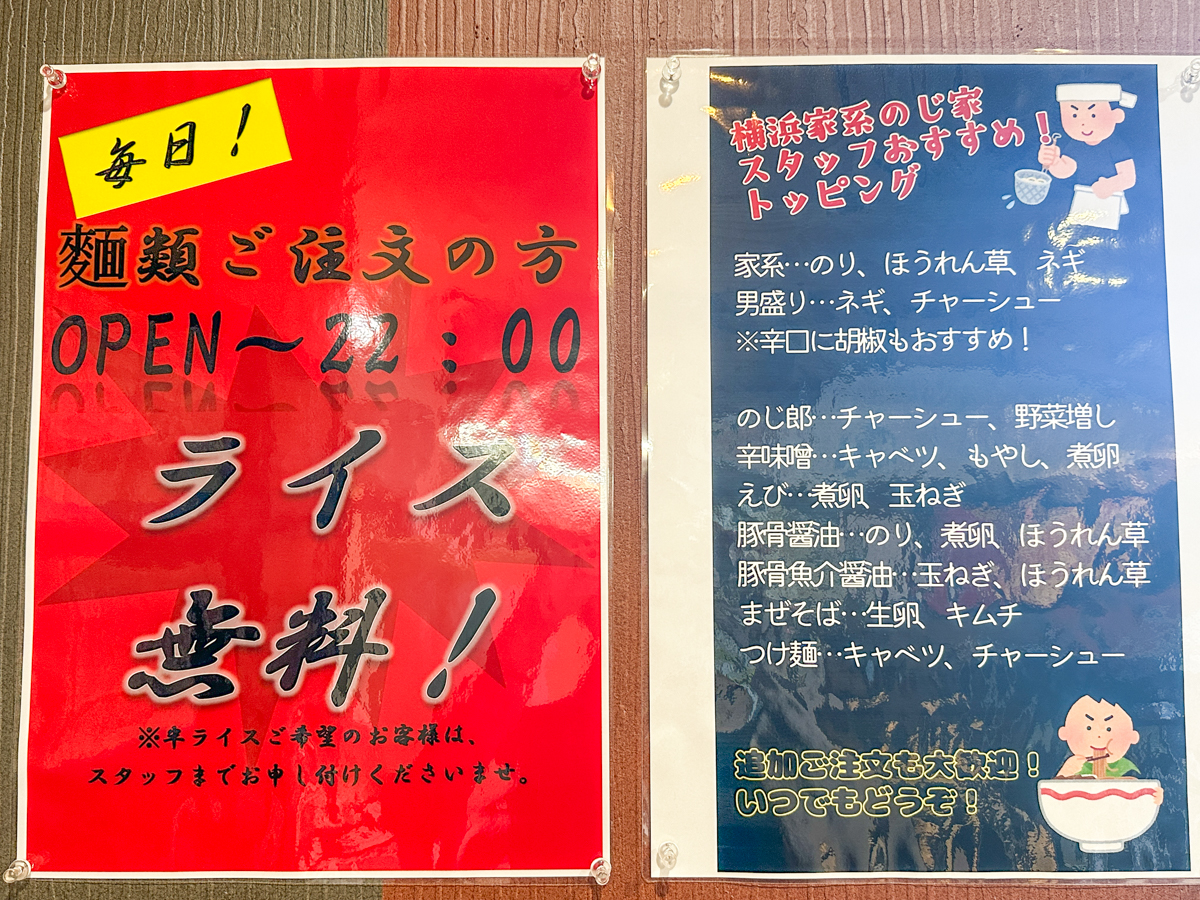 毎日！
麵類ご注文の方
OPEN～22：00
ライス
無料！
※半ライスご希望のお客様は、
スタッフまでお申し付けくださいませ。
横浜家系のじ家
スタッフおすすめ！
トッピング
家系…のり、ほうれん草、ネギ
男盛り…ネギ、チャーシュー
※辛口に胡椒もおすすめ！
のじ郎…チャーシュー、野菜増し
辛味噌…キャベツ、もやし、煮卵
えび…煮卵、玉ねぎ
豚骨醤油…のり、煮卵、ほうれん草
豚骨魚介醤油…玉ねぎ、ほうれん草
まぜそば…生卵、キムチ
つけ麺…キャベツ、チャーシュー
追加ご注文も大歓迎！
いつでもどうぞ！